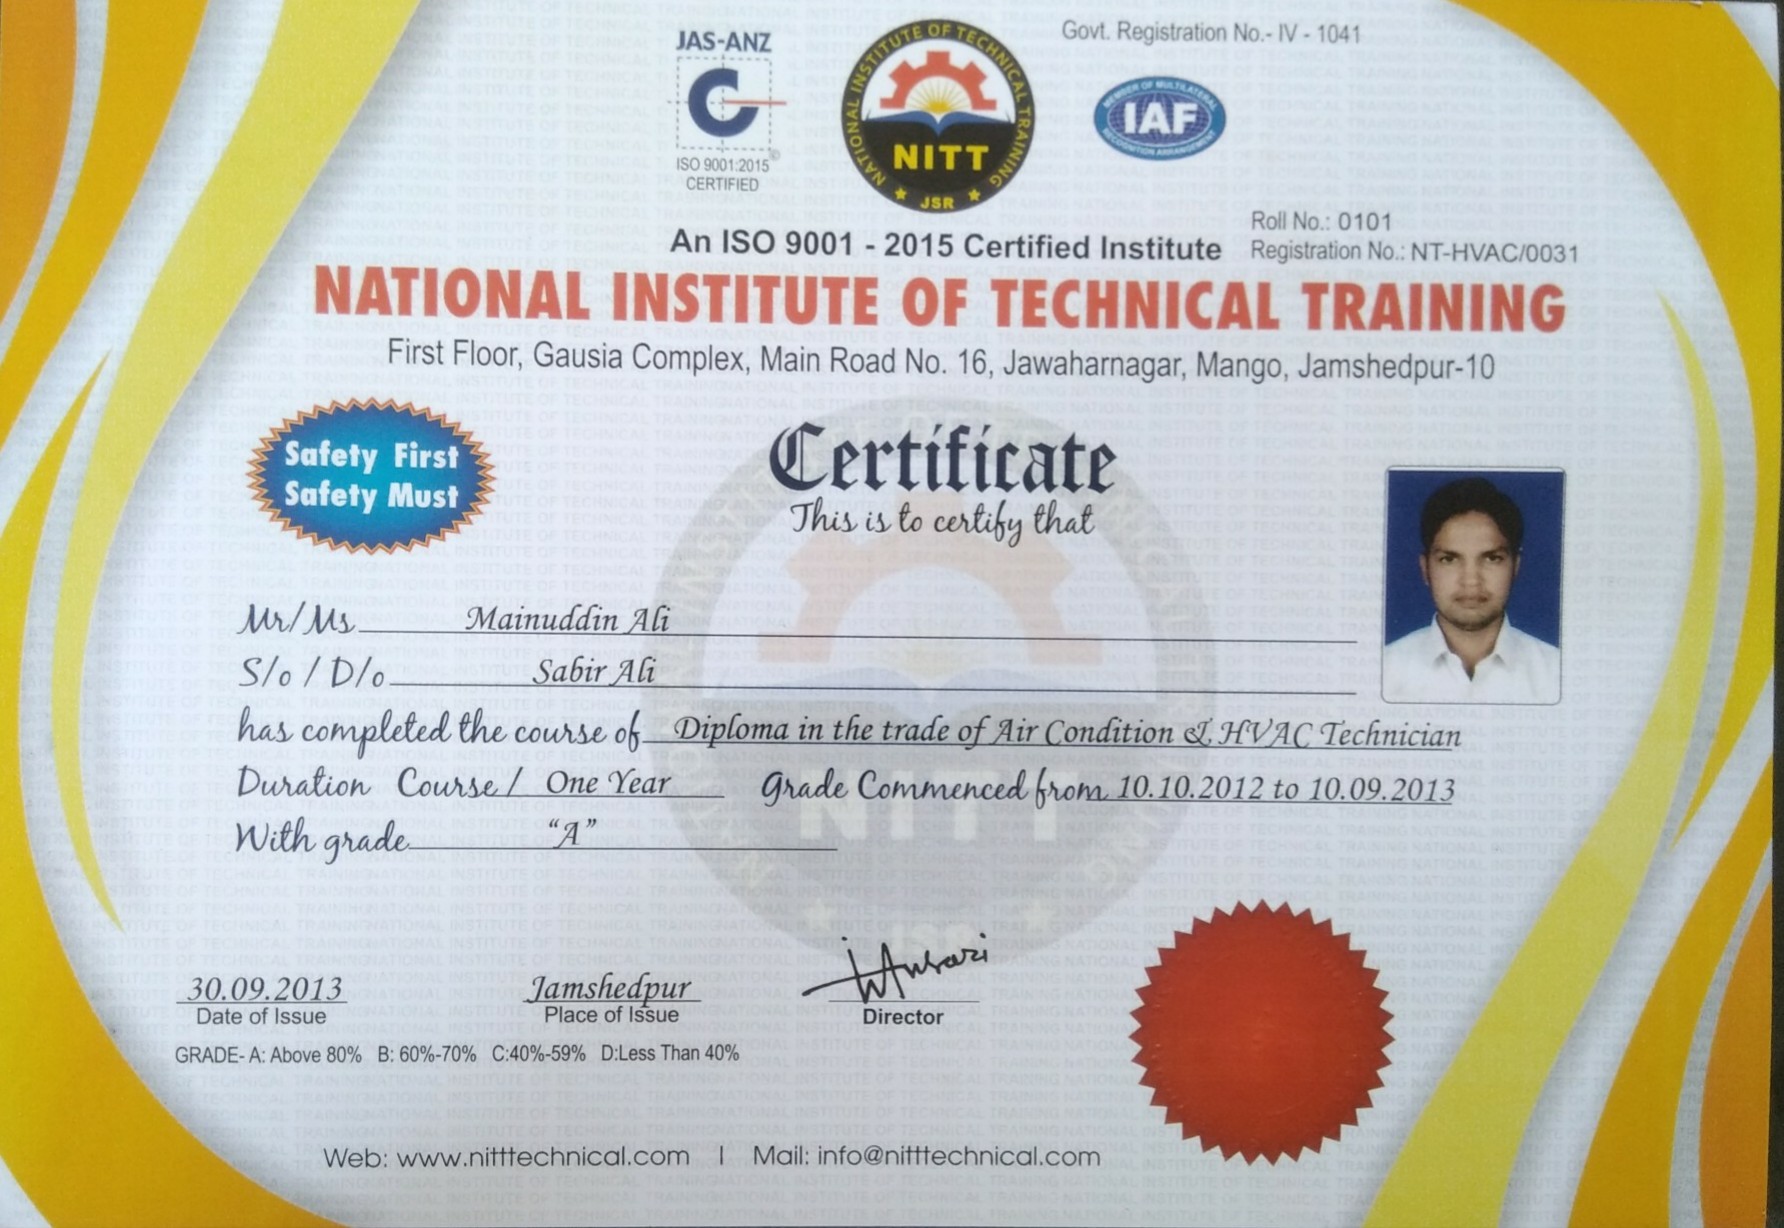 Govt. Registration No.- IV - 1041
JAS-ANZ
ISO 9001:2015
CERTIFIED
NATIONAL INSTITUTE OF TECHNICAL TRAINING
NITT
JSR
MEMBER OF MULTILATERAL
IAF
RECOGNITION ARRANGEMENT
Roll No.: 0101
An ISO 9001 - 2015 Certified Institute
Registration No.: NT-HVAC/0031
NATIONAL INSTITUTE OF TECHNICAL TRAINING
First Floor, Gausia Complex, Main Road No. 16, Jawaharnagar, Mango, Jamshedpur-10
Safety First
Safety Must
Certificate
This is to certify that
Mr/Ms Mainuddin Ali
S/o / D/o Sabir Ali
has completed the course of Diploma in the trade of Air Condition & HVAC Technician
Duration Course / One Year Grade Commenced from 10.10.2012 to 10.09.2013
With grade "A"
30.09.2013
Date of Issue
Jamshedpur
Place of Issue
Director
GRADE- A: Above 80% B: 60%-70% C:40%-59% D:Less Than 40%
Web: www.nitttechnical.com | Mail: info@nitttechnical.com